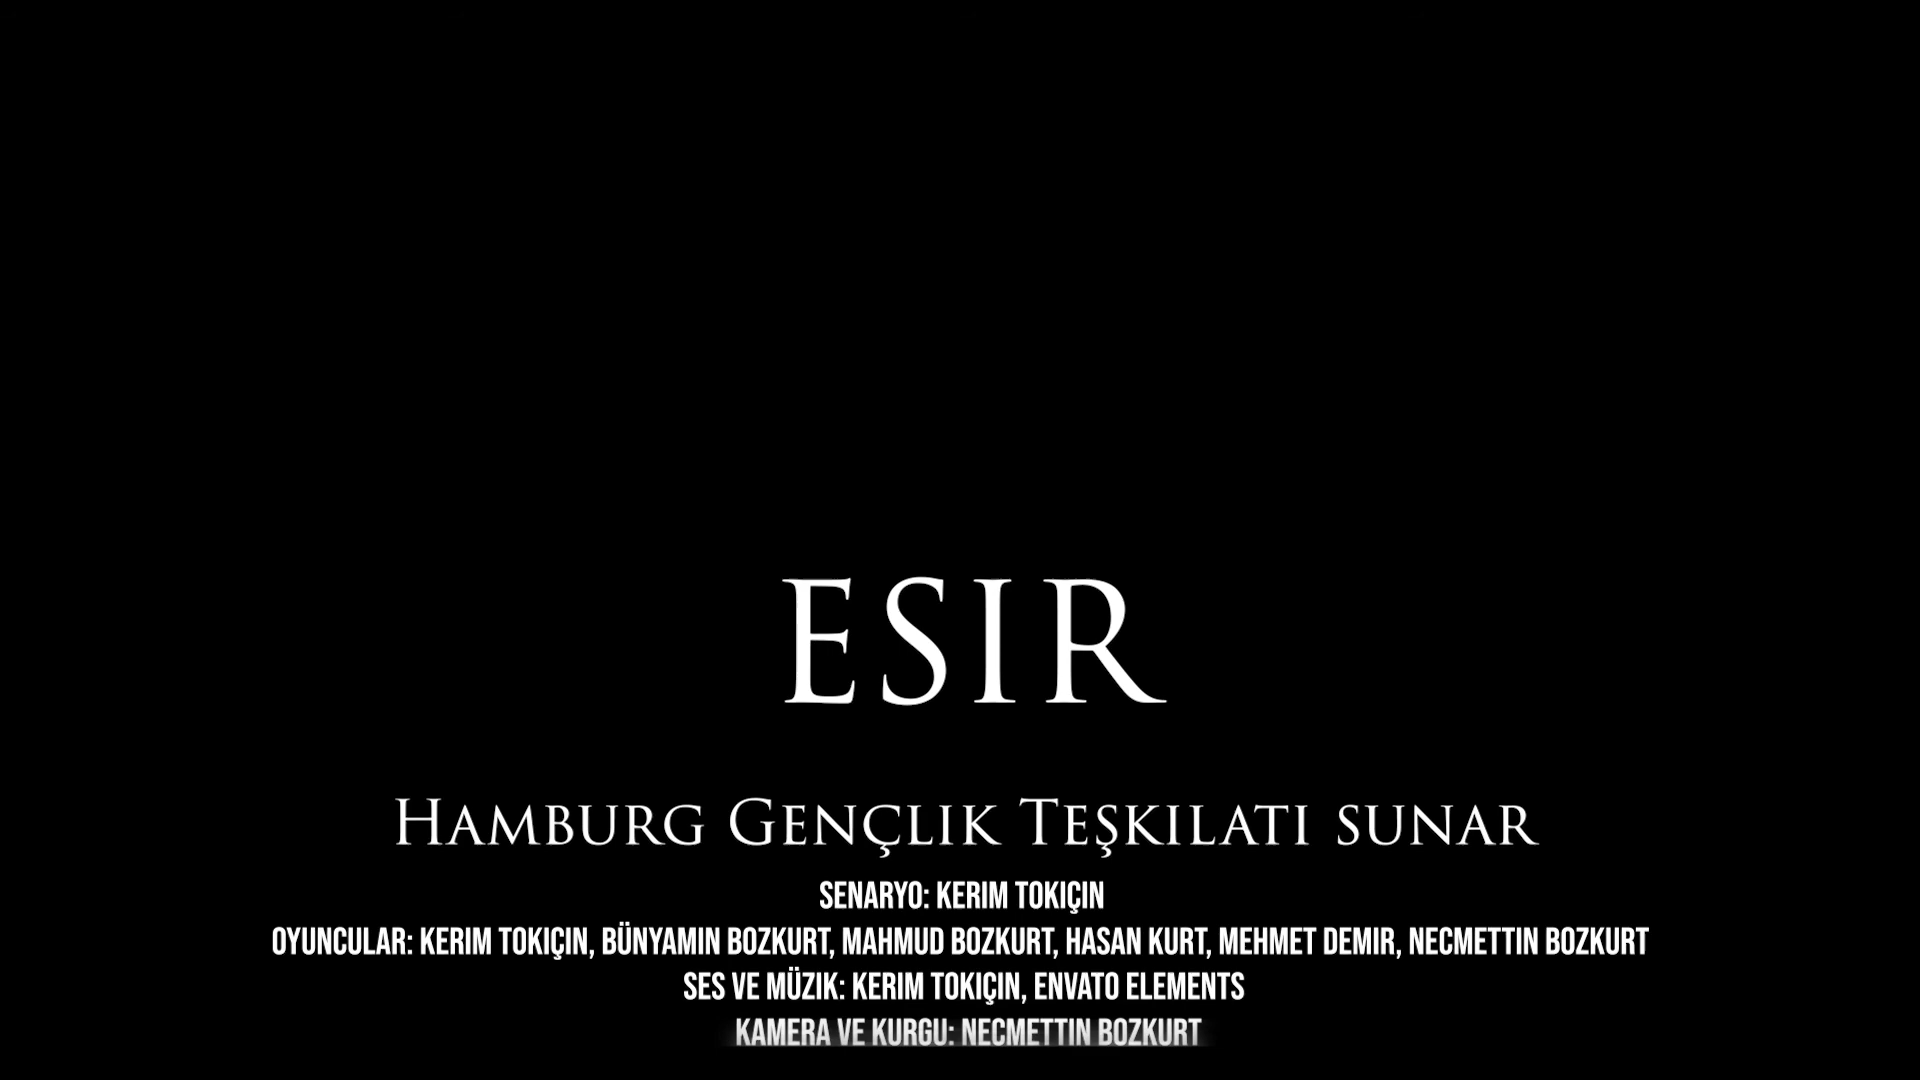 ESIR
Hamburg Gençlik Teşkilatı sunar
SENARYO: KERIM TOKIÇIN
OYUNCULAR: KERIM TOKIÇIN, BÜNYAMIN BOZKURT, MAHMUD BOZKURT, HASAN KURT, MEHMET DEMIR, NECMETTIN BOZKURT
SES VE MÜZIK: KERIM TOKIÇIN, ENVATO ELEMENTS
KAMERA VE KURGU: NECMETTIN BOZKURT